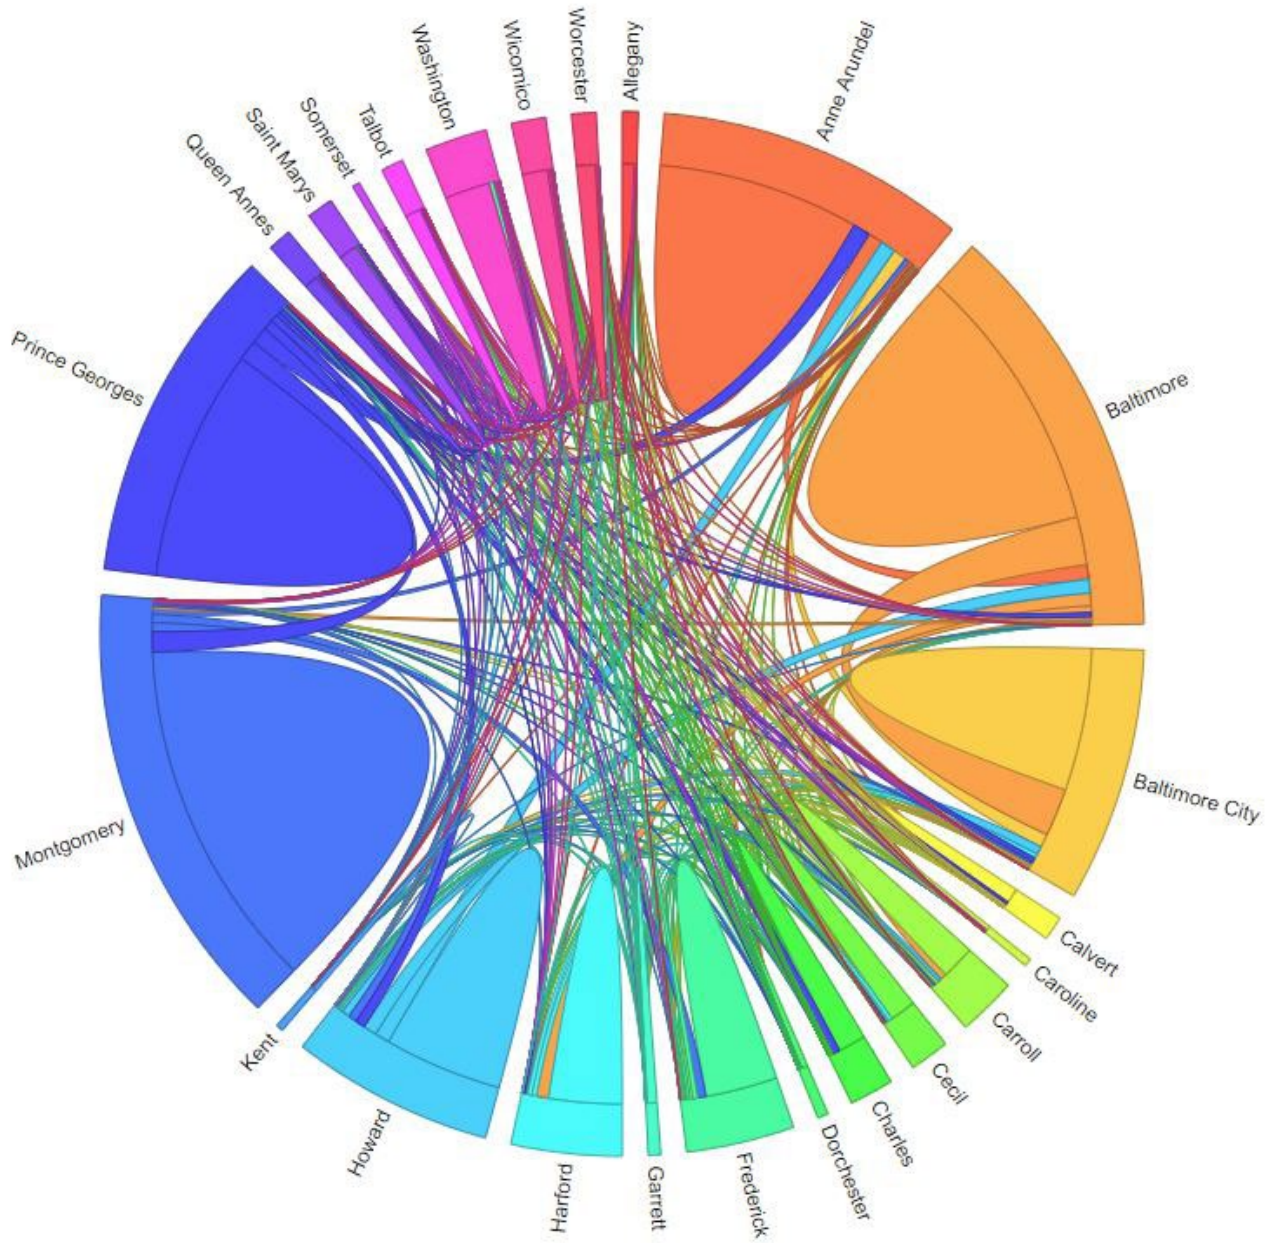 Allegany
Anne Arundel
Baltimore
Baltimore City
Calvert
Caroline
Carroll
Cecil
Charles
Dorchester
Frederick
Garrett
Harford
Howard
Kent
Montgomery
Prince Georges
Queen Annes
Saint Marys
Somerset
Talbot
Washington
Wicomico
Worcester